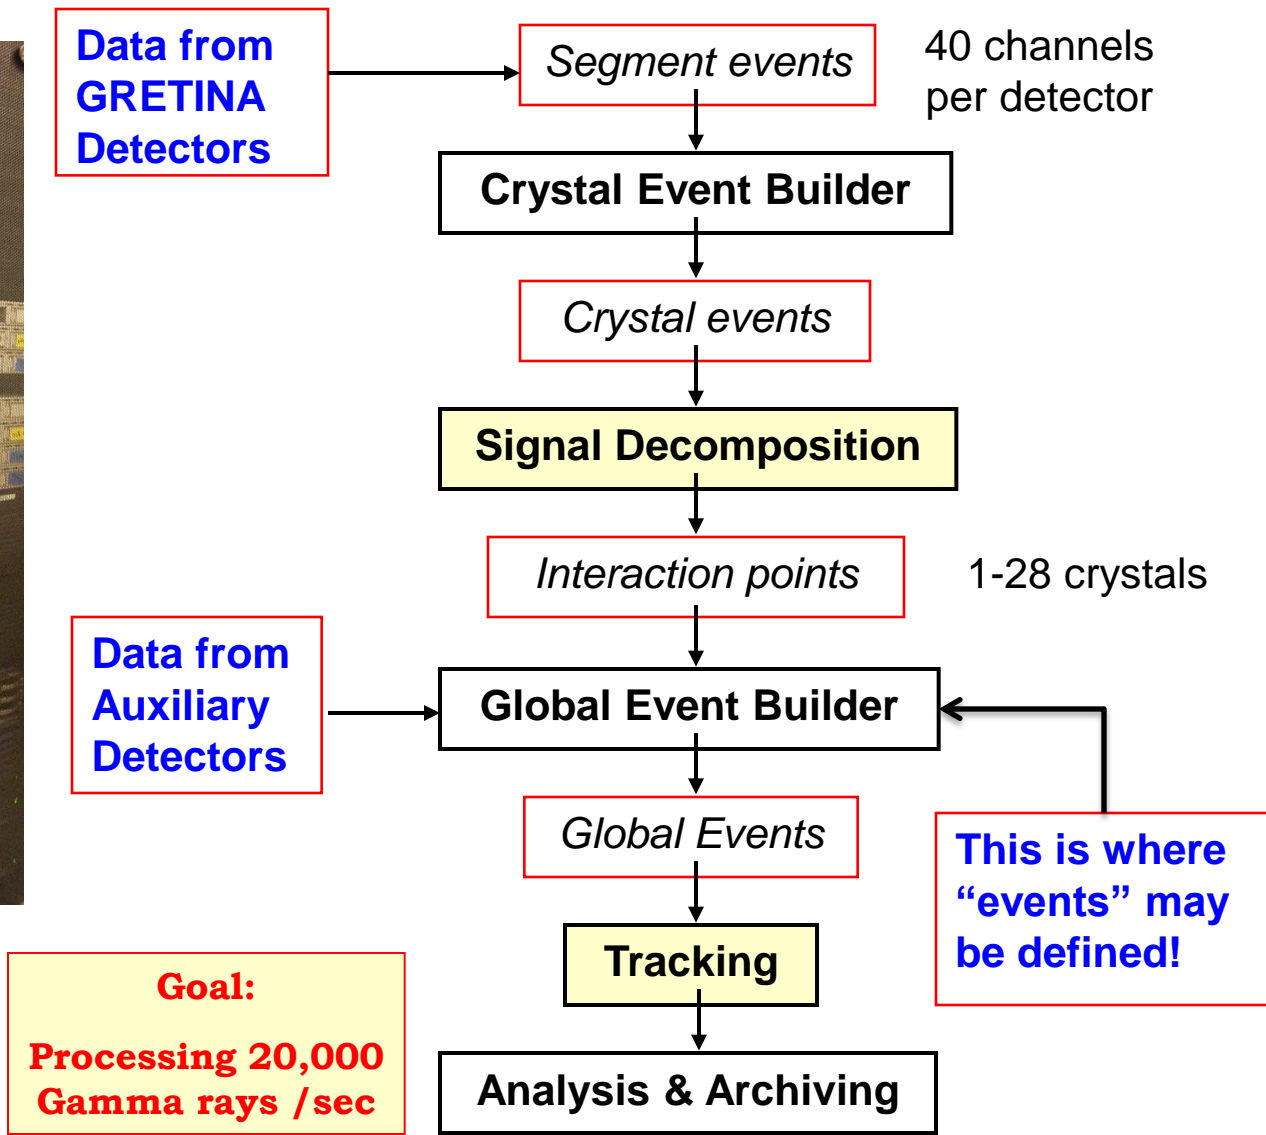 Data from
GRETINA
Detectors
Segment events
40 channels
per detector
Crystal Event Builder
Crystal events
Signal Decomposition
Interaction points
1-28 crystals
Data from
Auxiliary
Detectors
Global Event Builder
Global Events
This is where
“events” may
be defined!
Tracking
Goal:
Processing 20,000
Gamma rays /sec
Analysis & Archiving